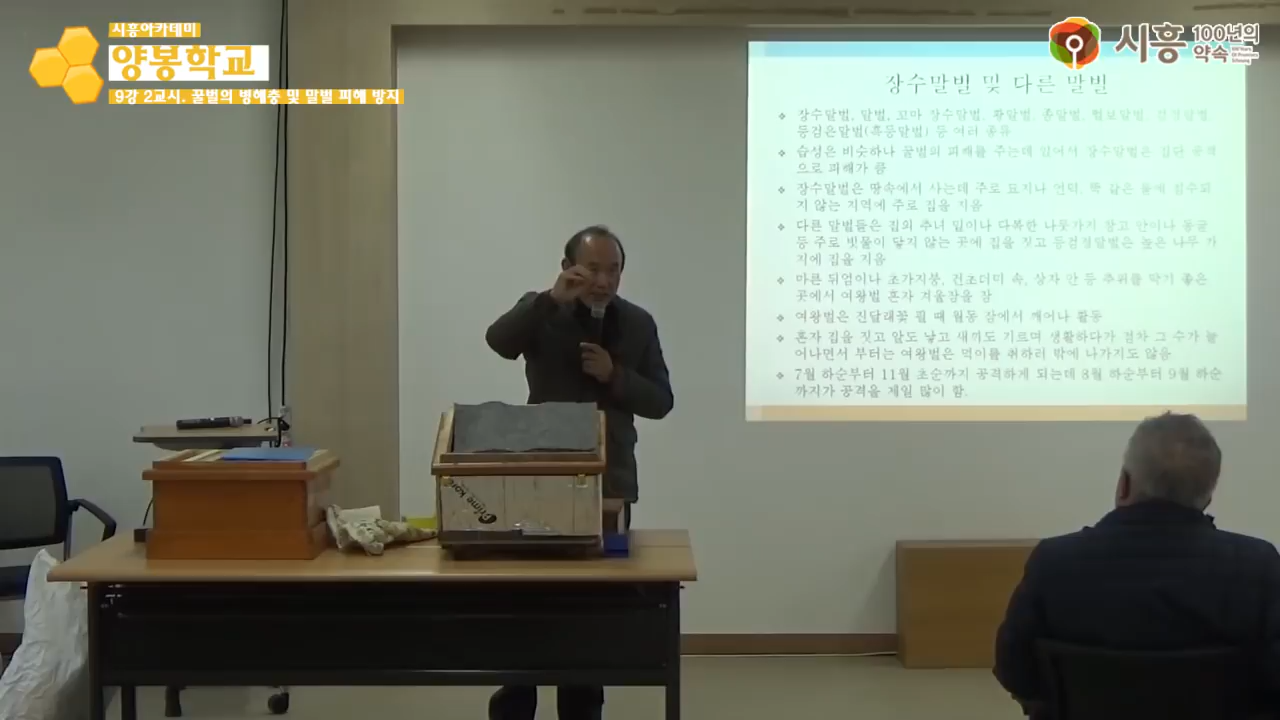 시흥아카데미
양봉학교
9강 2교시. 꿀벌의 병해충 및 말벌 피해 방지
시흥 100년의
약속
장수말벌 및 다른 말벌
장수말벌, 말벌, 꼬마 장수말벌, 황말벌, 좀말벌,
등검은말벌(흑등말벌) 등 여러 종류
습성은 비슷하나 꿀벌의 피해를 주는데 있어서 장수말벌은 집단 공격
으로 피해가 큼
장수말벌은 땅속에서 사는데 주로 묘지나 언덕, 뚝 같은 물에 침수되
지 않는 지역에 주로 집을 지음
다른 말벌들은 집의 추녀 밑이나 다복한 나뭇가지 창고 안이나 동굴
등 주로 빗물이 닿지 않는 곳에 집을 짓고 등검정말벌은 높은 나무 가
지에 집을 지음
마른 뒤엄이나 초가지붕, 건초더미 속, 상자 안 등 추위를 막기 좋은
곳에서 여왕벌 혼자 겨울잠을 잠
여왕벌은 진달래꽃 필 때 월동 잠에서 깨어나 활동
혼자 집을 짓고 알도 낳고 새끼도 기르며 생활하다가 점차 그 수가 늘
어나면서 부터는 여왕벌은 먹이를 취하러 밖에 나가지도 않음
7월 하순부터 11월 초순까지 공격하게 되는데 8월 하순부터 9월 하순
까지가 공격을 제일 많이 함.
Prime